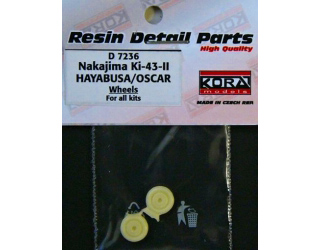 Resin Detail Parts
High Quality
D 7236
Nakajima Ki-43-II
HAYABUSA/OSCAR
Wheels
For all kits
KORA
models
MADE IN CZECH REP.